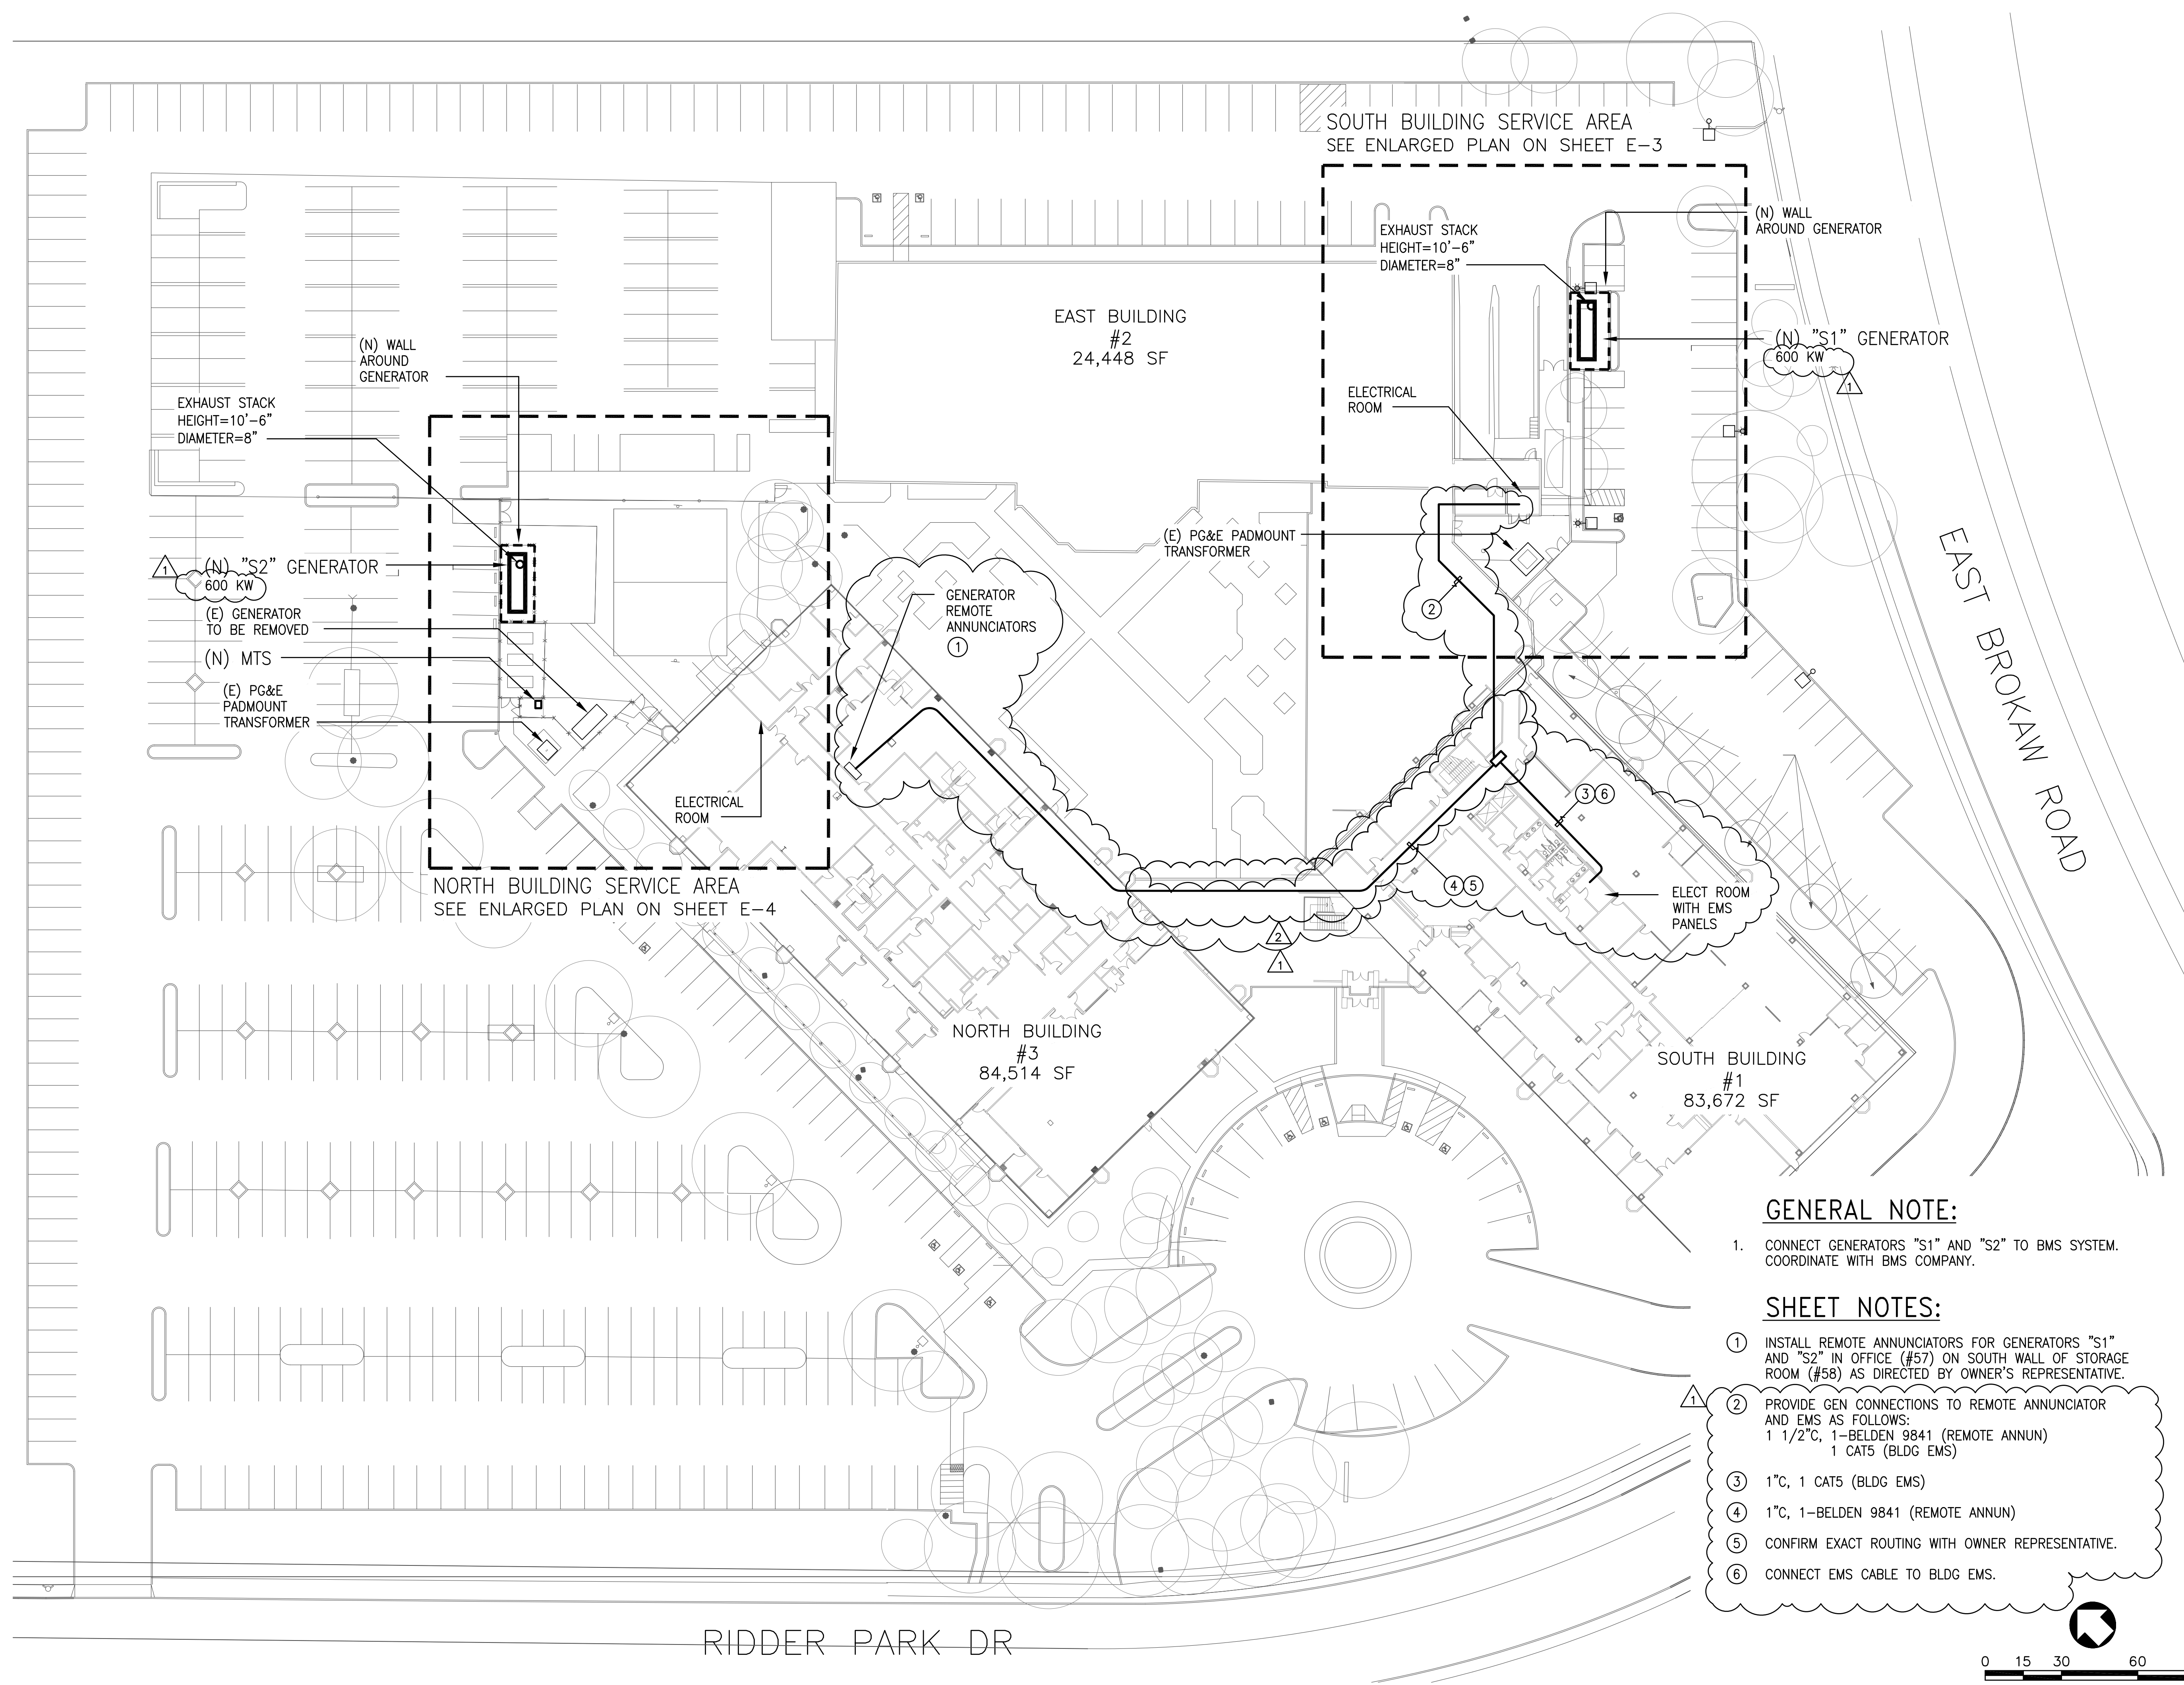 SOUTH BUILDING SERVICE AREA
SEE ENLARGED PLAN ON SHEET E-3
(N) WALL
AROUND GENERATOR
EXHAUST STACK
HEIGHT=10'-6"
DIAMETER=8"
EAST BUILDING
#2
24,448 SF
(N) "S1" GENERATOR
600 KW
1
(N) WALL
AROUND
GENERATOR
ELECTRICAL
ROOM
EXHAUST STACK
HEIGHT=10'-6"
DIAMETER=8"
(E) PG&E PADMOUNT
TRANSFORMER
1
(N) "S2" GENERATOR
600 KW
(E) GENERATOR
TO BE REMOVED
(N) MTS
(E) PG&E
PADMOUNT
TRANSFORMER
GENERATOR
REMOTE
ANNUNCIATORS
1
2
EAST BROKAW ROAD
ELECTRICAL
ROOM
3 6
4 5
ELECT ROOM
WITH EMS
PANELS
NORTH BUILDING SERVICE AREA
SEE ENLARGED PLAN ON SHEET E-4
2
1
NORTH BUILDING
#3
84,514 SF
SOUTH BUILDING
#1
83,672 SF
GENERAL NOTE:
1. CONNECT GENERATORS "S1" AND "S2" TO BMS SYSTEM.
COORDINATE WITH BMS COMPANY.
SHEET NOTES:
1 INSTALL REMOTE ANNUNCIATORS FOR GENERATORS "S1"
AND "S2" IN OFFICE (#57) ON SOUTH WALL OF STORAGE
ROOM (#58) AS DIRECTED BY OWNER'S REPRESENTATIVE.
1
2 PROVIDE GEN CONNECTIONS TO REMOTE ANNUNCIATOR
AND EMS AS FOLLOWS:
1 1/2"C, 1-BELDEN 9841 (REMOTE ANNUN)
1 CAT5 (BLDG EMS)
3 1"C, 1 CAT5 (BLDG EMS)
4 1"C, 1-BELDEN 9841 (REMOTE ANNUN)
5 CONFIRM EXACT ROUTING WITH OWNER REPRESENTATIVE.
6 CONNECT EMS CABLE TO BLDG EMS.
RIDDER PARK DR
0 15 30 60